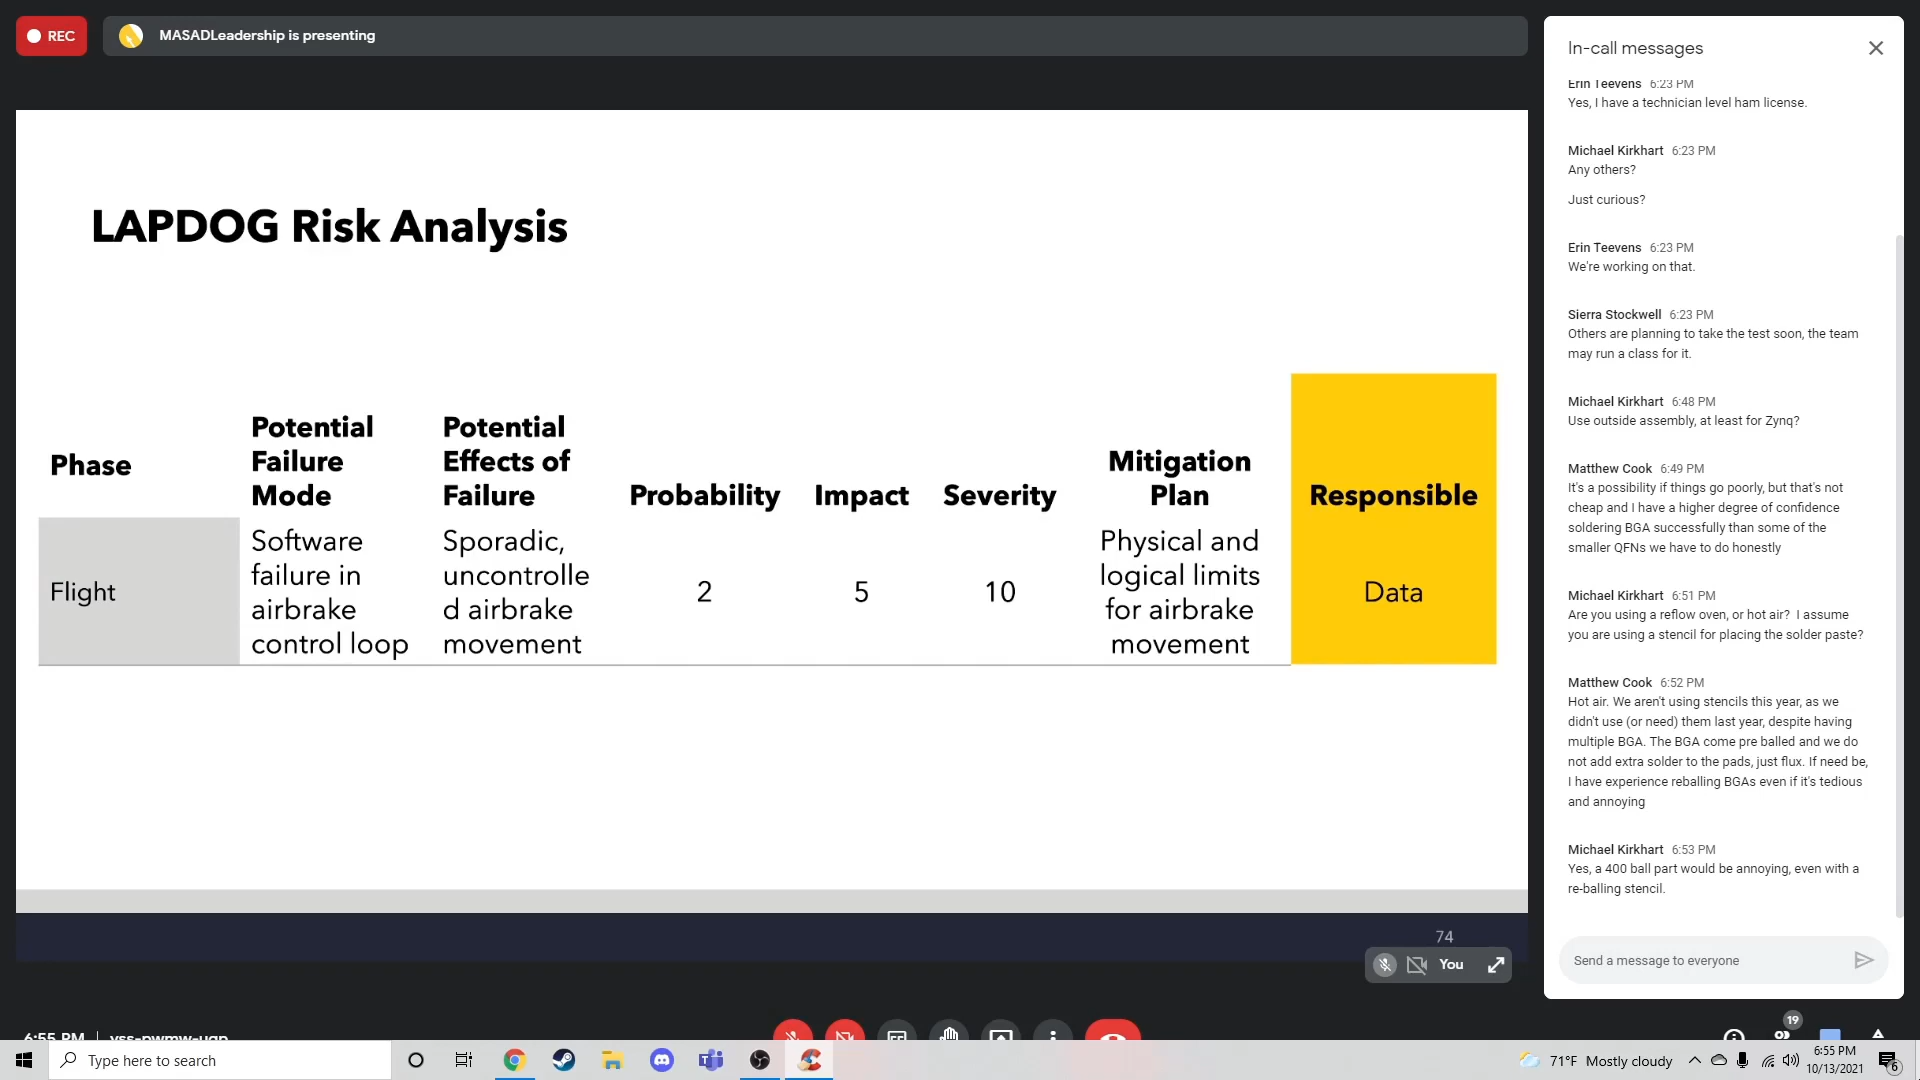 REC
MASADLeadership is presenting
LAPDOG Risk Analysis
Phase
Potential
Failure
Mode
Potential
Effects of
Failure
Probability
Impact
Severity
Mitigation
Plan
Responsible
Flight
Software
failure in
airbrake
control loop
Sporadic,
uncontrolle
d airbrake
movement
2
5
10
Physical and
logical limits
for airbrake
movement
Data
74
You
In-call messages
Erin Teevens 6:23 PM
Yes, I have a technician level ham license.
Michael Kirkhart 6:23 PM
Any others?
Just curious?
Erin Teevens 6:23 PM
We're working on that.
Sierra Stockwell 6:23 PM
Others are planning to take the test soon, the team
may run a class for it.
Michael Kirkhart 6:48 PM
Use outside assembly, at least for Zynq?
Matthew Cook 6:49 PM
It's a possibility if things go poorly, but that's not
cheap and I have a higher degree of confidence
soldering BGA successfully than some of the
smaller QFNs we have to do honestly
Michael Kirkhart 6:51 PM
Are you using a reflow oven, or hot air? I assume
you are using a stencil for placing the solder paste?
Matthew Cook 6:52 PM
Hot air. We aren't using stencils this year, as we
didn't use (or need) them last year, despite having
multiple BGA. The BGA come pre balled and we do
not add extra solder to the pads, just flux. If need be,
I have experience reballing BGAs even if it's tedious
and annoying
Michael Kirkhart 6:53 PM
Yes, a 400 ball part would be annoying, even with a
re-balling stencil.
Send a message to everyone
6:55 PM
19
Type here to search
71°F Mostly cloudy
6:55 PM
10/13/2021
6